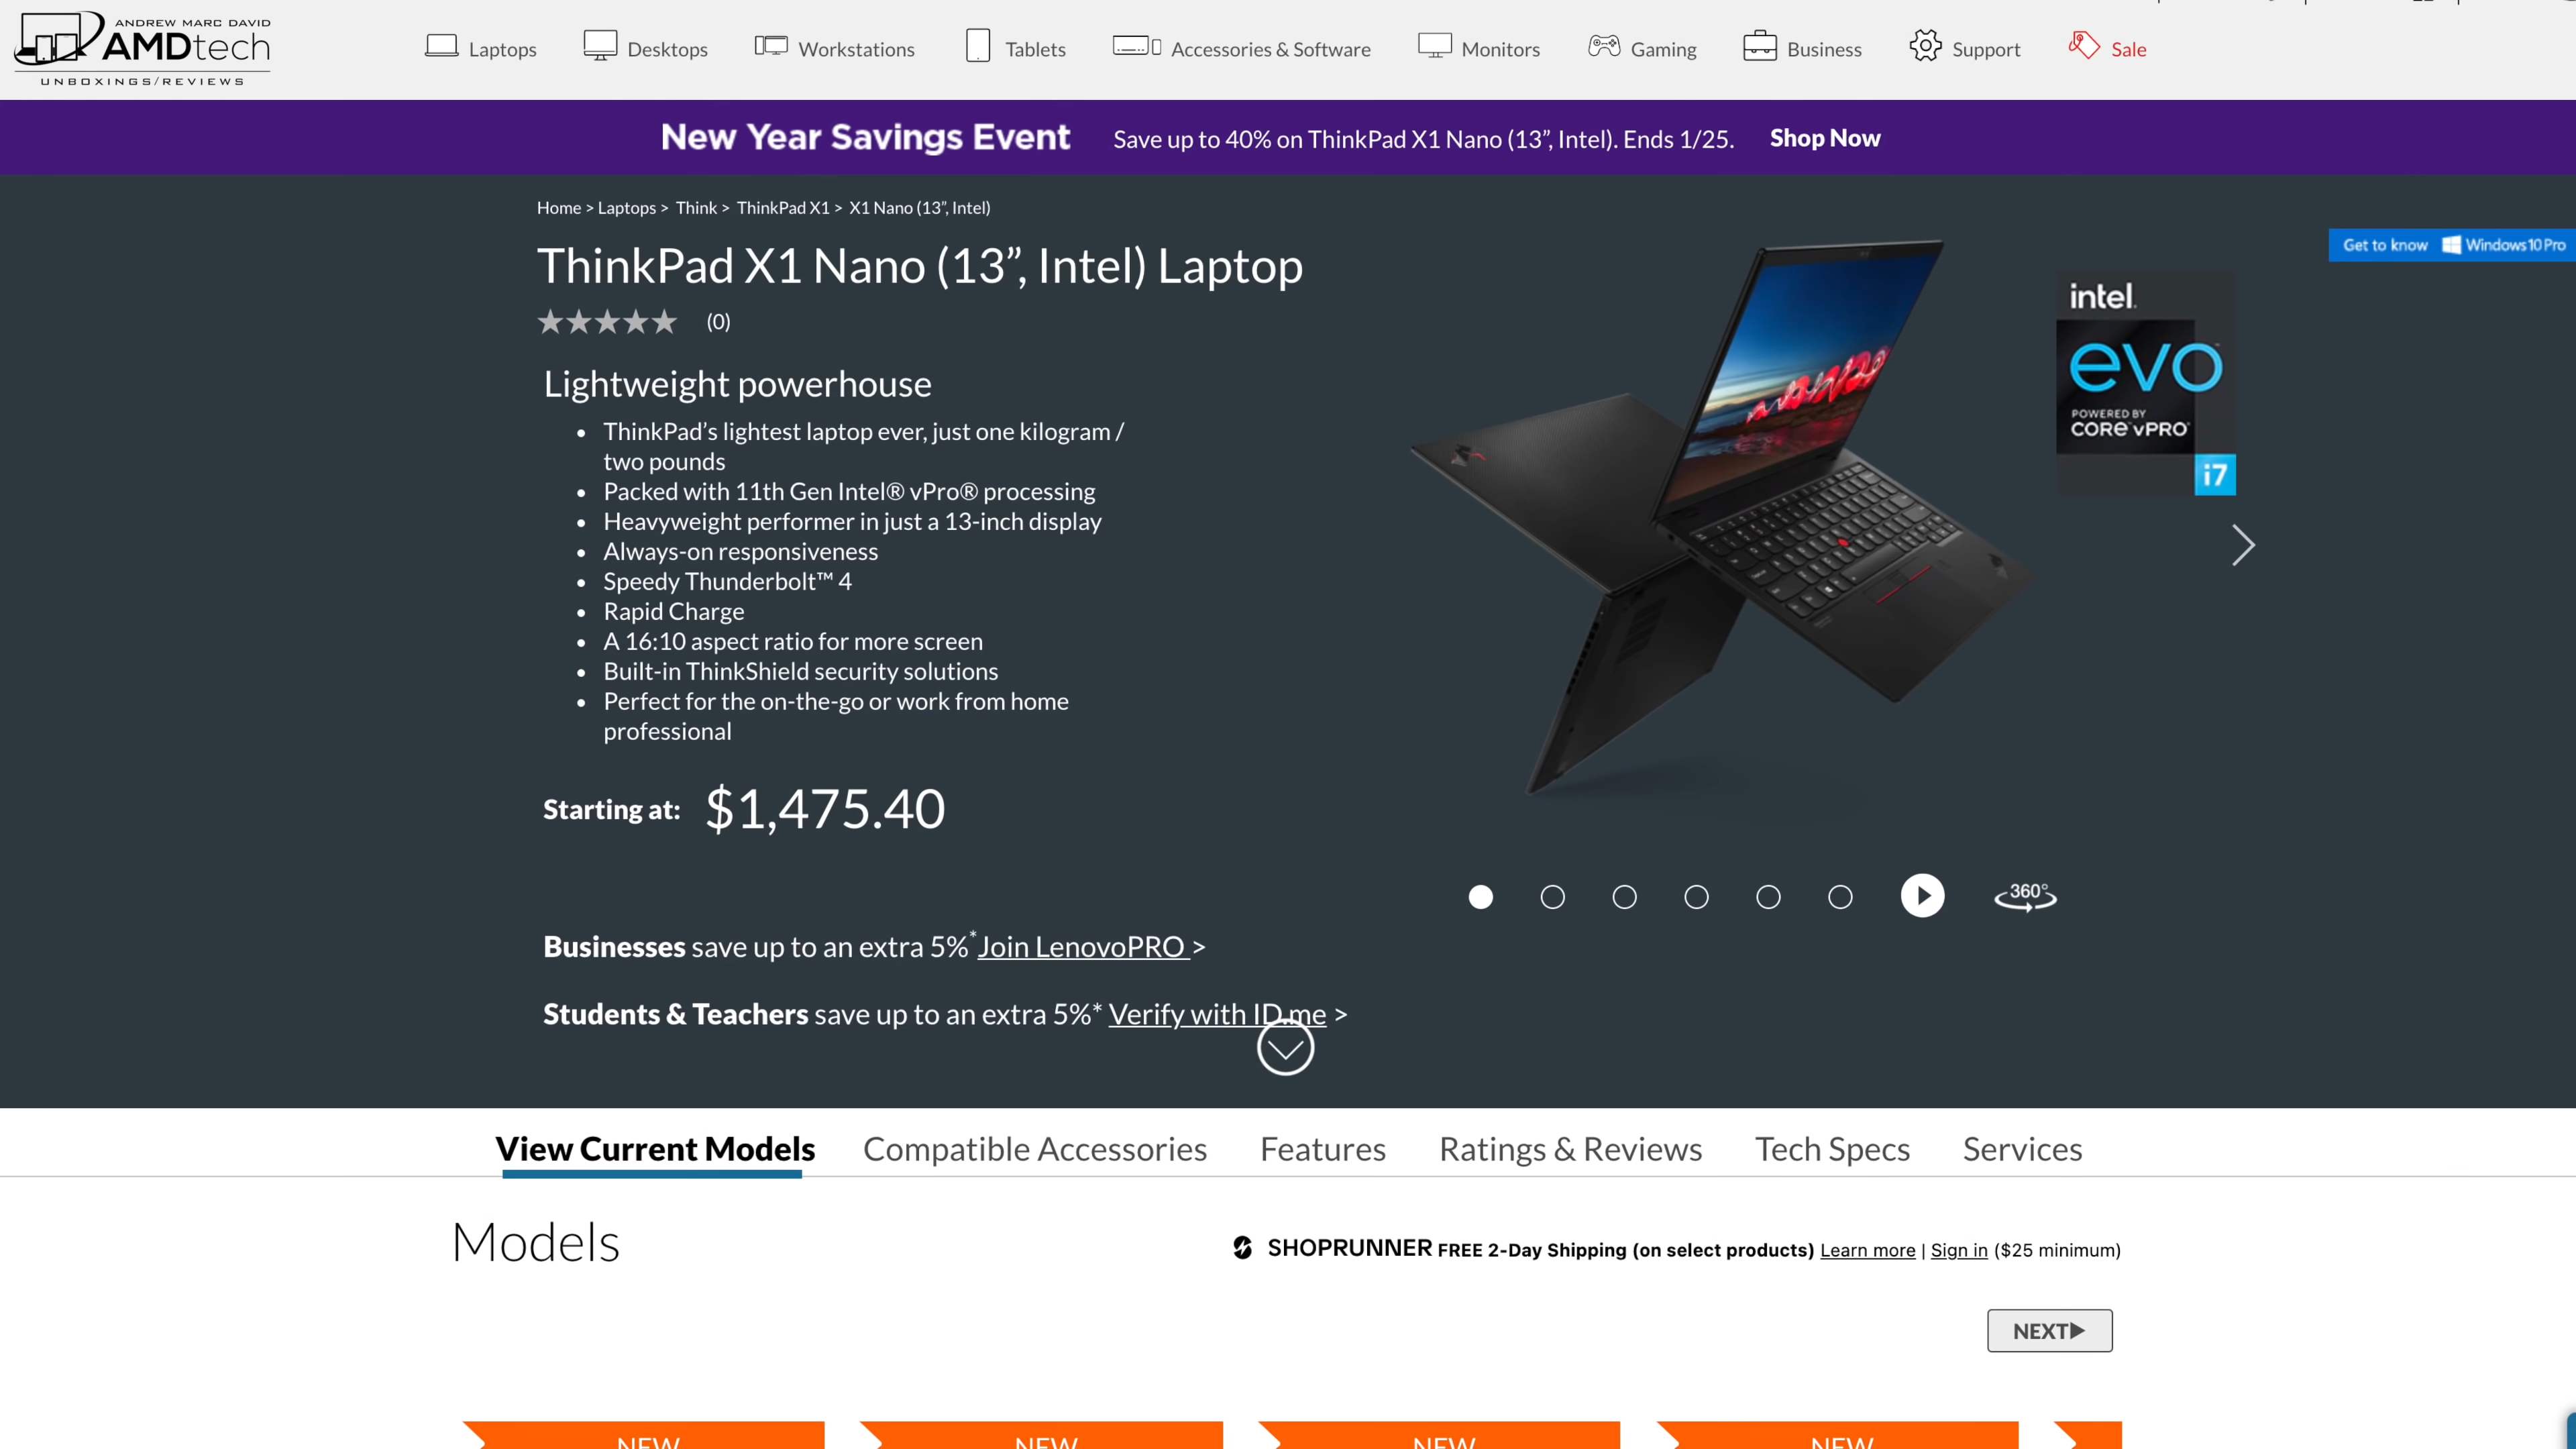 ANDREW MARC DAVID
AMDtech
UNBOXINGS/REVIEWS
Laptops
Desktops
Workstations
Tablets
Accessories & Software
Monitors
Gaming
Business
Support
Sale
New Year Savings Event Save up to 40% on ThinkPad X1 Nano (13”, Intel). Ends 1/25. Shop Now
Home > Laptops > Think > ThinkPad X1 > X1 Nano (13”, Intel)
Get to know Windows10 Pro
ThinkPad X1 Nano (13”, Intel) Laptop
(0)
Lightweight powerhouse
• ThinkPad’s lightest laptop ever, just one kilogram /
two pounds
• Packed with 11th Gen Intel® vPro® processing
• Heavyweight performer in just a 13-inch display
• Always-on responsiveness
• Speedy Thunderbolt™ 4
• Rapid Charge
• A 16:10 aspect ratio for more screen
• Built-in ThinkShield security solutions
• Perfect for the on-the-go or work from home
professional
intel.
evo
POWERED BY
CORE vPRO
i7
Starting at: $1,475.40
360°
Businesses save up to an extra 5%* Join LenovoPRO >
Students & Teachers save up to an extra 5%* Verify with ID.me >
View Current Models
Compatible Accessories
Features
Ratings & Reviews
Tech Specs
Services
Models
SHOPRUNNER FREE 2-Day Shipping (on select products) Learn more | Sign in ($25 minimum)
NEXT▶
NEW
NEW
NEW
NEW